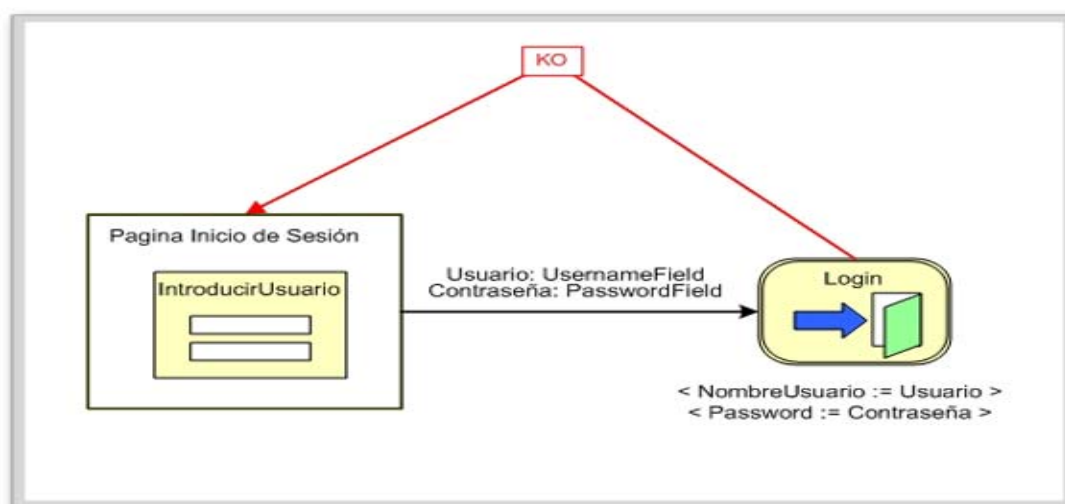 KO
Pagina Inicio de Sesión
IntroducirUsuario
Usuario: UsernameField
Contraseña: PasswordField
Login
< NombreUsuario := Usuario >
< Password := Contraseña >